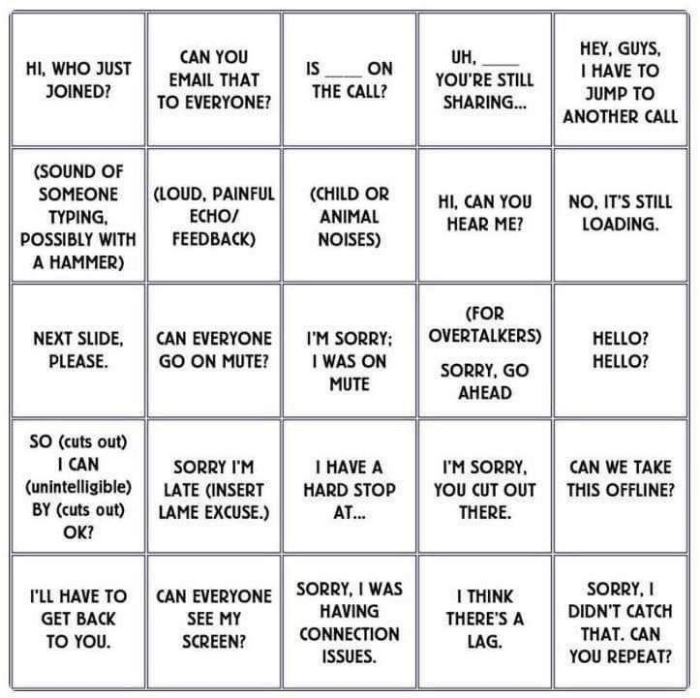 HI, WHO JUST
JOINED?
CAN YOU
EMAIL THAT
TO EVERYONE?
IS ____ ON
THE CALL?
UH, ____
YOU'RE STILL
SHARING...
HEY, GUYS,
I HAVE TO
JUMP TO
ANOTHER CALL
(SOUND OF
SOMEONE
TYPING,
POSSIBLY WITH
A HAMMER)
(LOUD, PAINFUL
ECHO/
FEEDBACK)
(CHILD OR
ANIMAL
NOISES)
HI, CAN YOU
HEAR ME?
NO, IT'S STILL
LOADING.
NEXT SLIDE,
PLEASE.
CAN EVERYONE
GO ON MUTE?
I'M SORRY;
I WAS ON
MUTE
(FOR
OVERTALKERS)
SORRY, GO
AHEAD
HELLO?
HELLO?
SO (cuts out)
I CAN
(unintelligible)
BY (cuts out)
OK?
SORRY I'M
LATE (INSERT
LAME EXCUSE.)
I HAVE A
HARD STOP
AT...
I'M SORRY,
YOU CUT OUT
THERE.
CAN WE TAKE
THIS OFFLINE?
I'LL HAVE TO
GET BACK
TO YOU.
CAN EVERYONE
SEE MY
SCREEN?
SORRY, I WAS
HAVING
CONNECTION
ISSUES.
I THINK
THERE'S A
LAG.
SORRY, I
DIDN'T CATCH
THAT. CAN
YOU REPEAT?